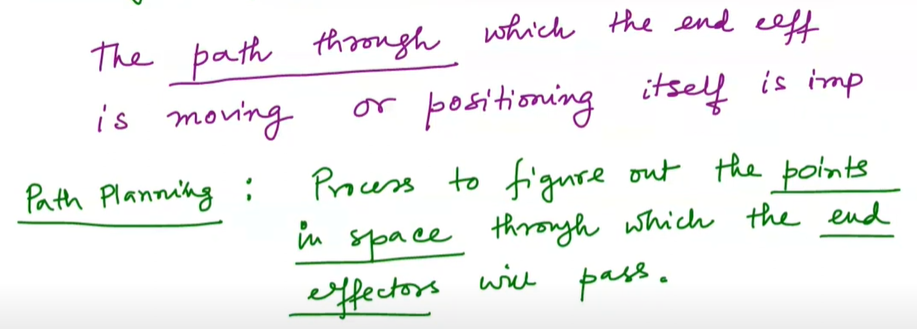 The path through which the end eeff
is moving or positioning itself is imp
Path Planning : Process to figure out the points
in space through which the end
effectors will pass.